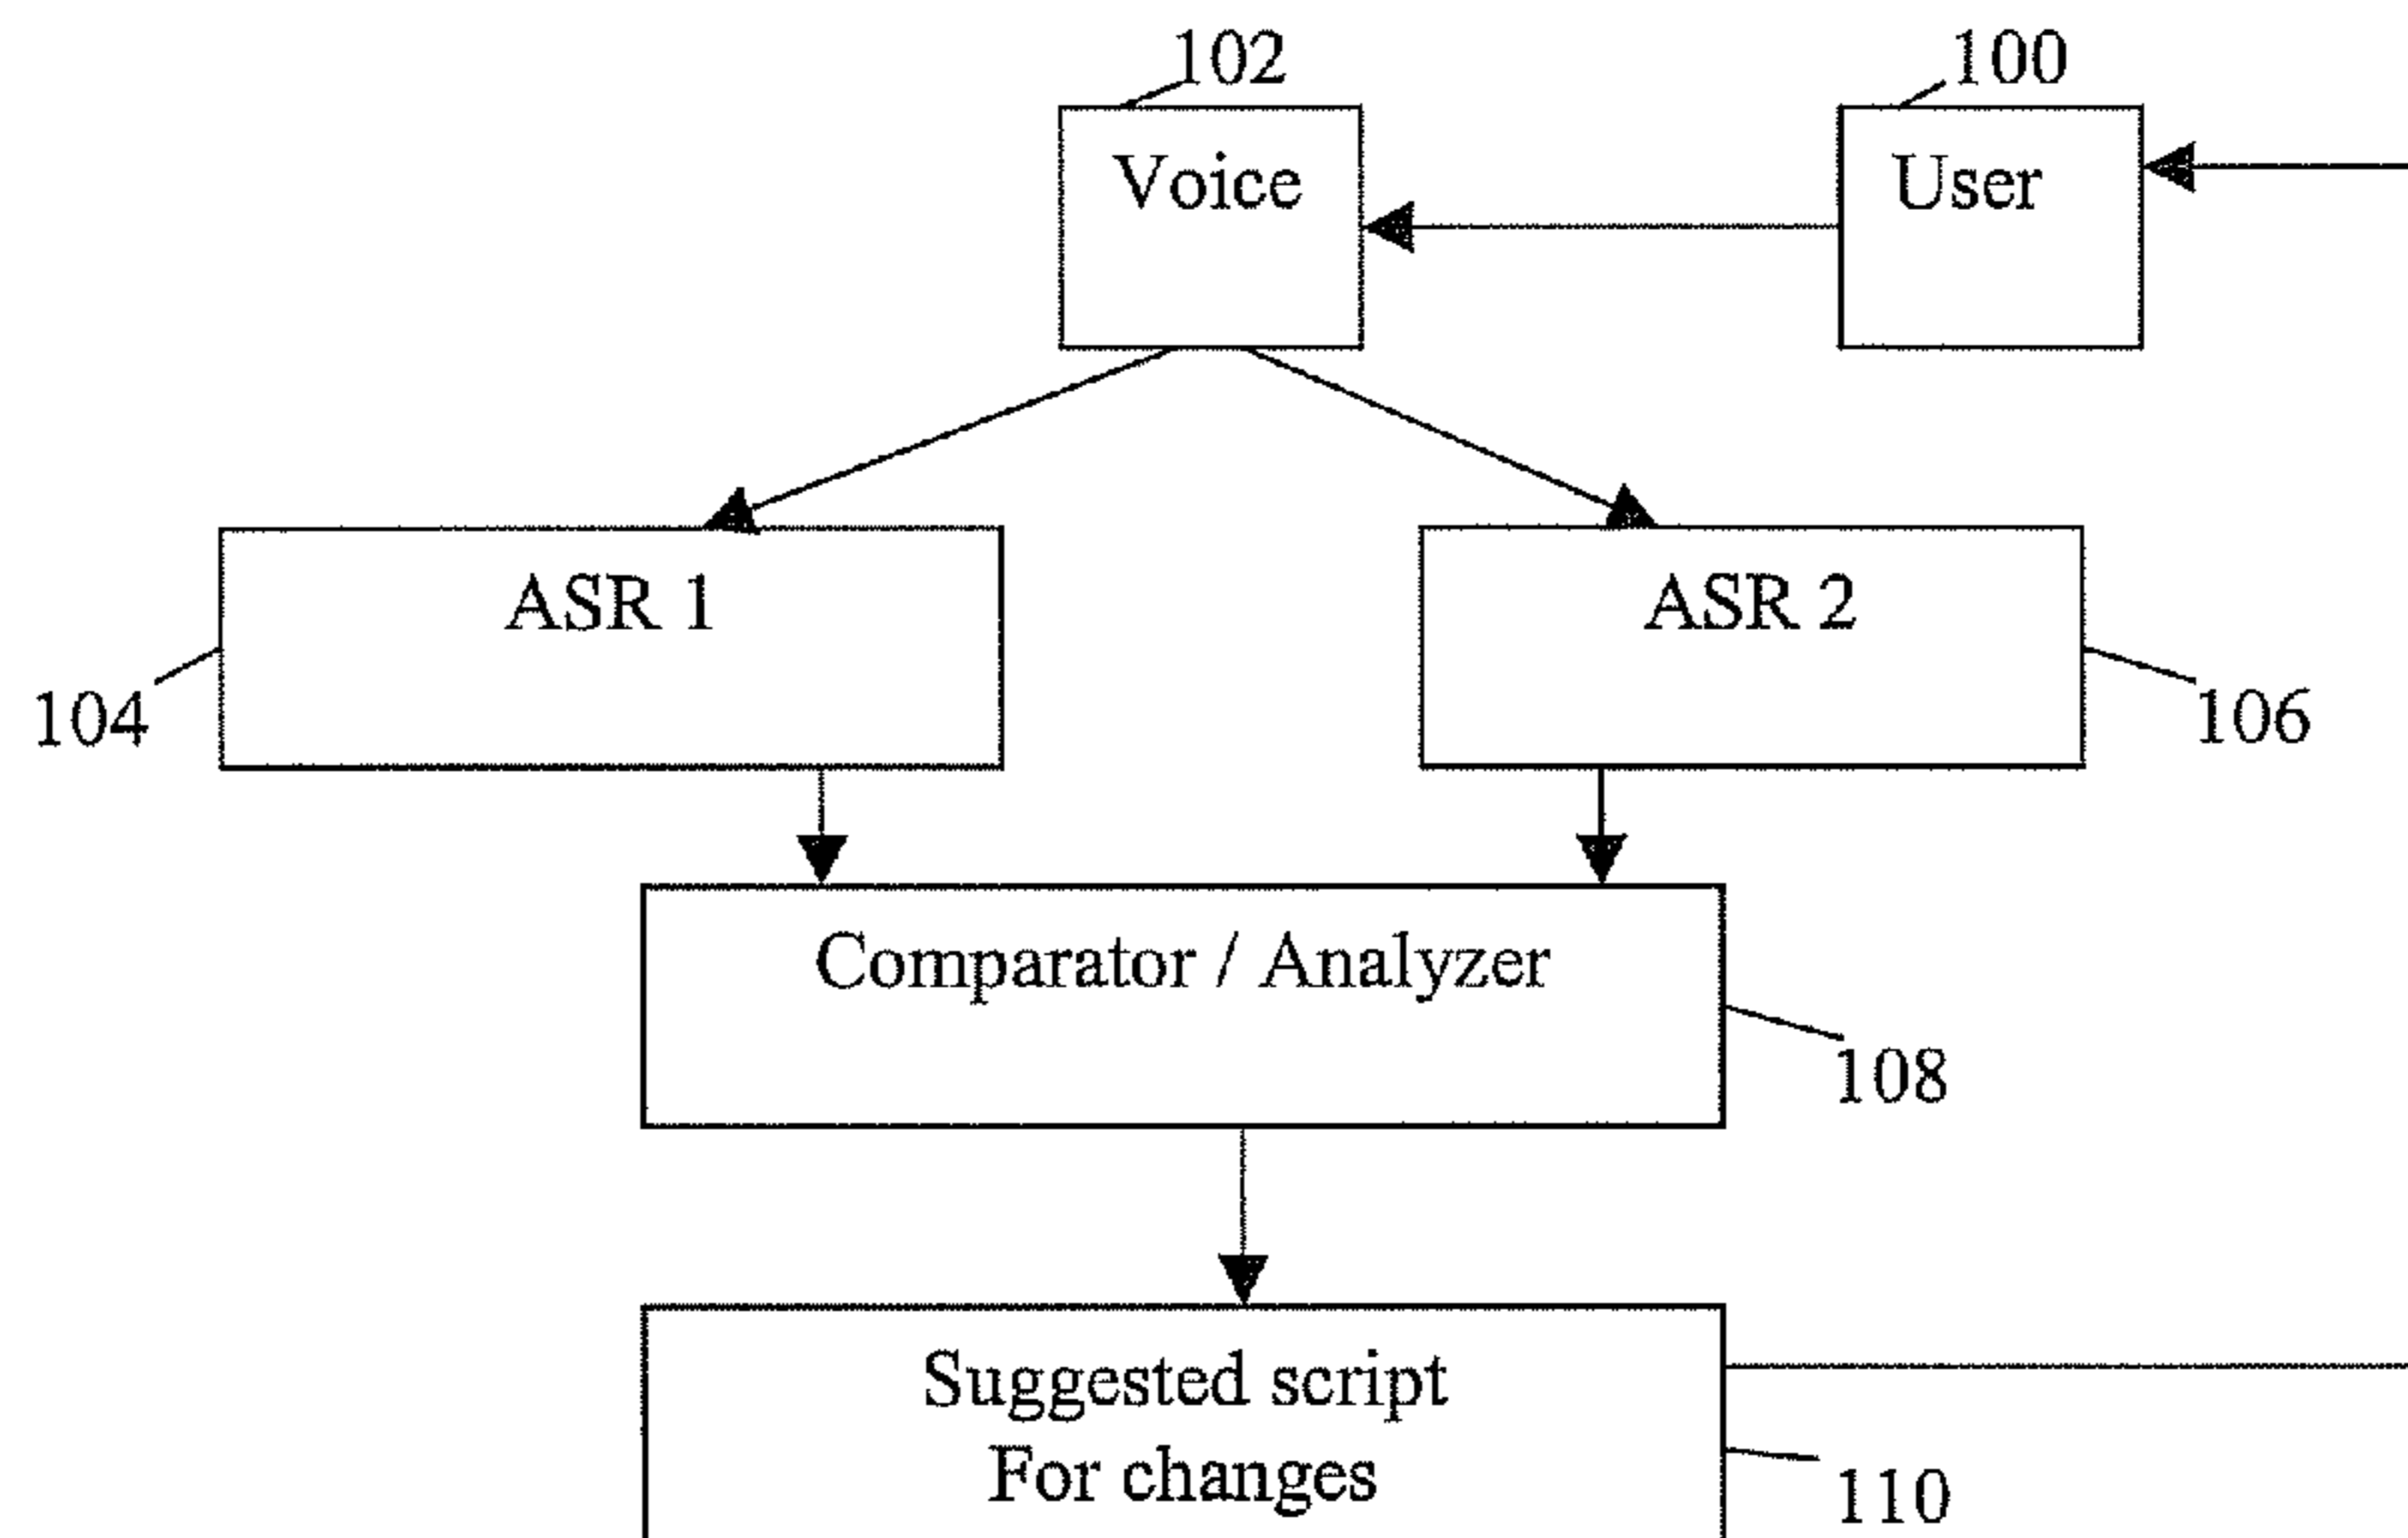 102
100
Voice
User
ASR 1
ASR 2
104
106
Comparator / Analyzer
108
Suggested script
For changes
110